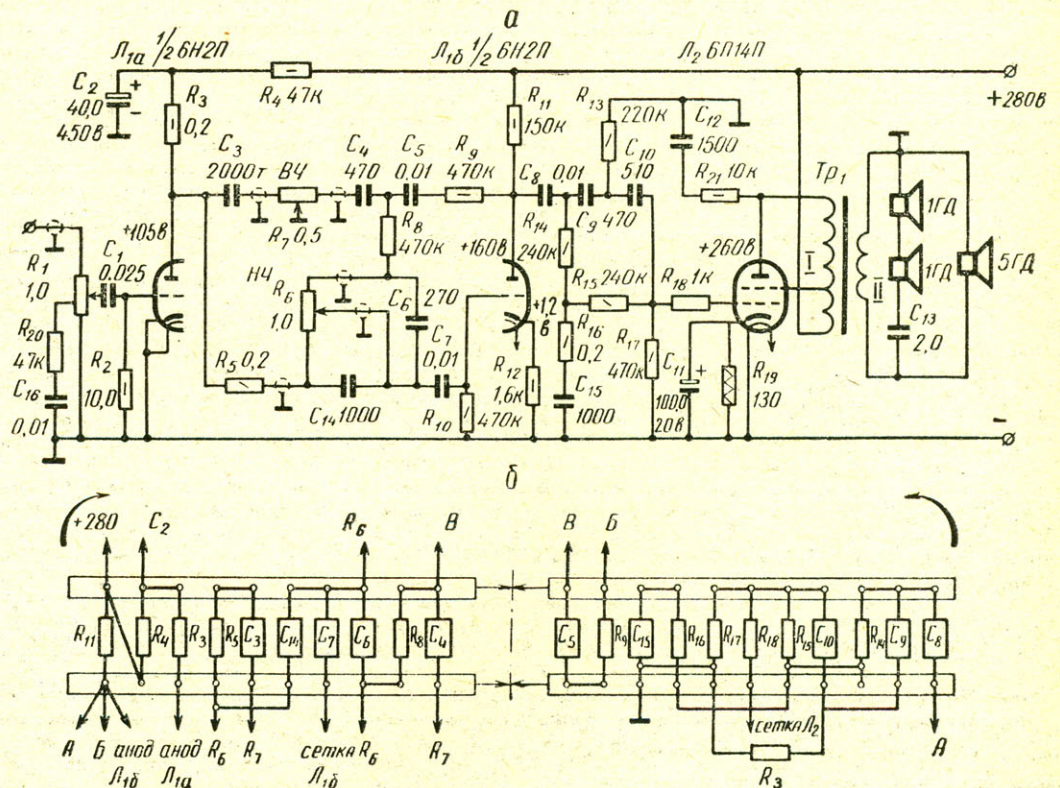 а
Л1а 1/2 6Н2П
Л1б 1/2 6Н2П
Л2 6П14П
C2
+
-
40,0
450в
R3
0,2
R4 47к
R11
150к
R13
220к
C12
1500
+280в
C3
2000т
ВЧ
C4
470
C5
0,01
R9
470к
C8
0,01
C10
510
R21 10к
Тр1
1ГД
R7 0,5
R8
470к
R14
240к
C9 470
+105в
+160в
+260в
I
II
1ГД
5ГД
R1
1,0
C1
0.025
НЧ
R6
1,0
C6
270
+1,2
в
R15 240к
R18 1к
C13
2,0
R20
47к
R2
10,0
C7
0,01
R12
1,6к
R16
0,2
R17
470к
C11
+
100,0
20в
R19
130
R5 0,2
C16
0,01
C14 1000
R10
470к
C15
1000
-
б
+280
C2
R6
В
В
Б
R11
R4
R3
R5
C3
C14
C7
C6
R8
C4
C5
R9
C15
R16
R17
R18
R15
C10
R14
C9
C8
А
Б
анод
Л1б
анод
Л1а
R6
R7
сетка
Л1б
R6
R7
сетка Л2
R3
А